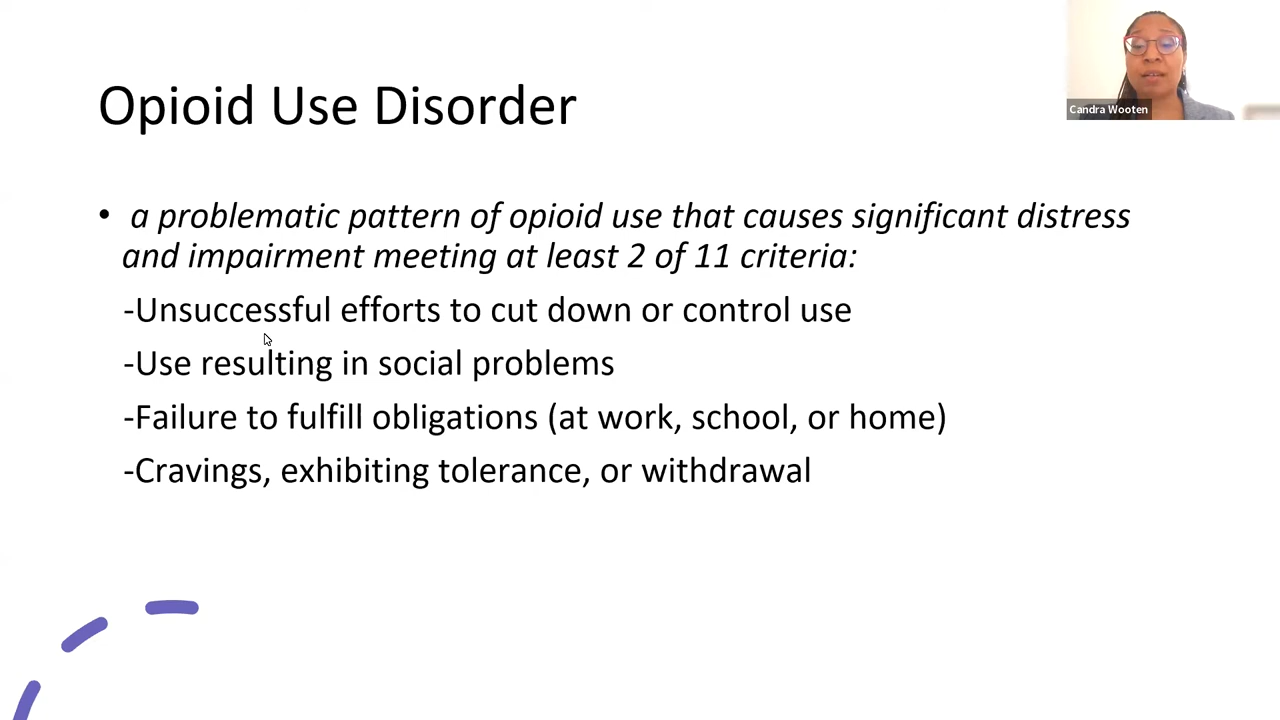 Opioid Use Disorder
Candra Wooten
• a problematic pattern of opioid use that causes significant distress
and impairment meeting at least 2 of 11 criteria:
-Unsuccessful efforts to cut down or control use
-Use resulting in social problems
-Failure to fulfill obligations (at work, school, or home)
-Cravings, exhibiting tolerance, or withdrawal